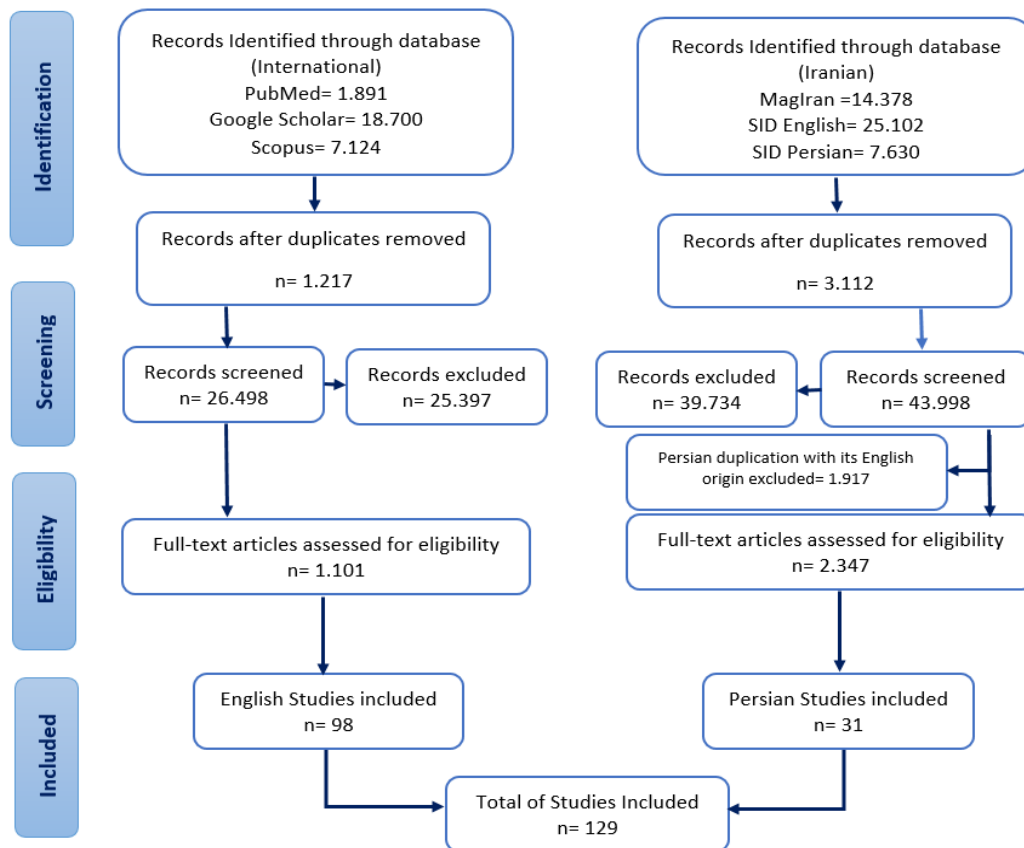 Identification
Records Identified through database
(International)
PubMed= 1.891
Google Scholar= 18.700
Scopus= 7.124
Records Identified through database
(Iranian)
MagIran =14.378
SID English= 25.102
SID Persian= 7.630
Records after duplicates removed
n= 1.217
Records after duplicates removed
n= 3.112
Screening
Records screened
n= 26.498
Records excluded
n= 25.397
Records excluded
n= 39.734
Records screened
n= 43.998
Persian duplication with its English
origin excluded= 1.917
Eligibility
Full-text articles assessed for eligibility
n= 1.101
Full-text articles assessed for eligibility
n= 2.347
Included
English Studies included
n= 98
Persian Studies included
n= 31
Total of Studies Included
n= 129